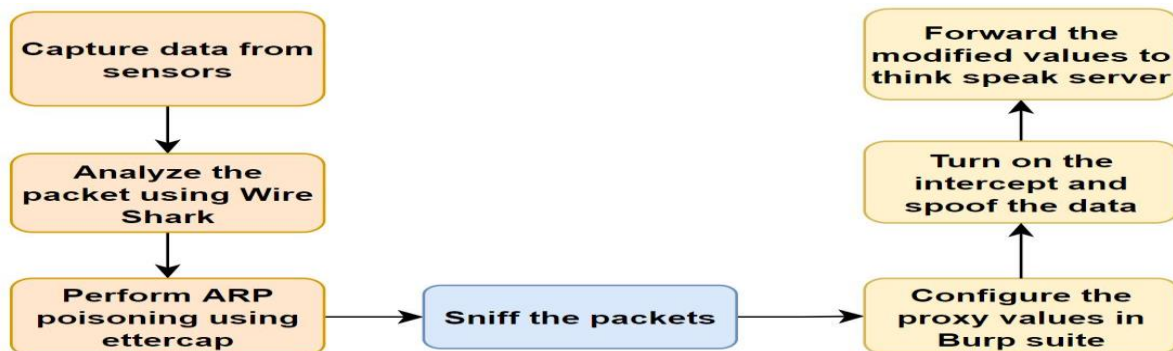 Capture data from
sensors
Analyze the
packet using Wire
Shark
Perform ARP
poisoning using
ettercap
Sniff the packets
Configure the
proxy values in
Burp suite
Turn on the
intercept and
spoof the data
Forward the
modified values to
think speak server